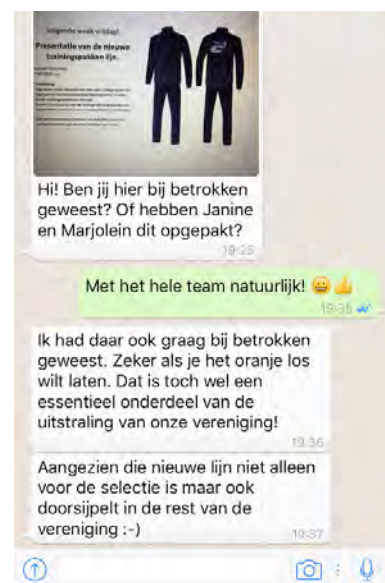 Volgende week vrijdag!
Presentatie van de nieuwe
trainingspakken lijn.
Hi! Ben jij hier bij betrokken
geweest? Of hebben Janine
en Marjolein dit opgepakt?
19:25
Met het hele team natuurlijk! 😀👍
19:35
Ik had daar ook graag bij betrokken
geweest. Zeker als je het oranje los
wilt laten. Dat is toch wel een
essentieel onderdeel van de
uitstraling van onze vereniging!
19:36
Aangezien die nieuwe lijn niet alleen
voor de selectie is maar ook
doorsijpelt in de rest van de
vereniging :-)
19:37